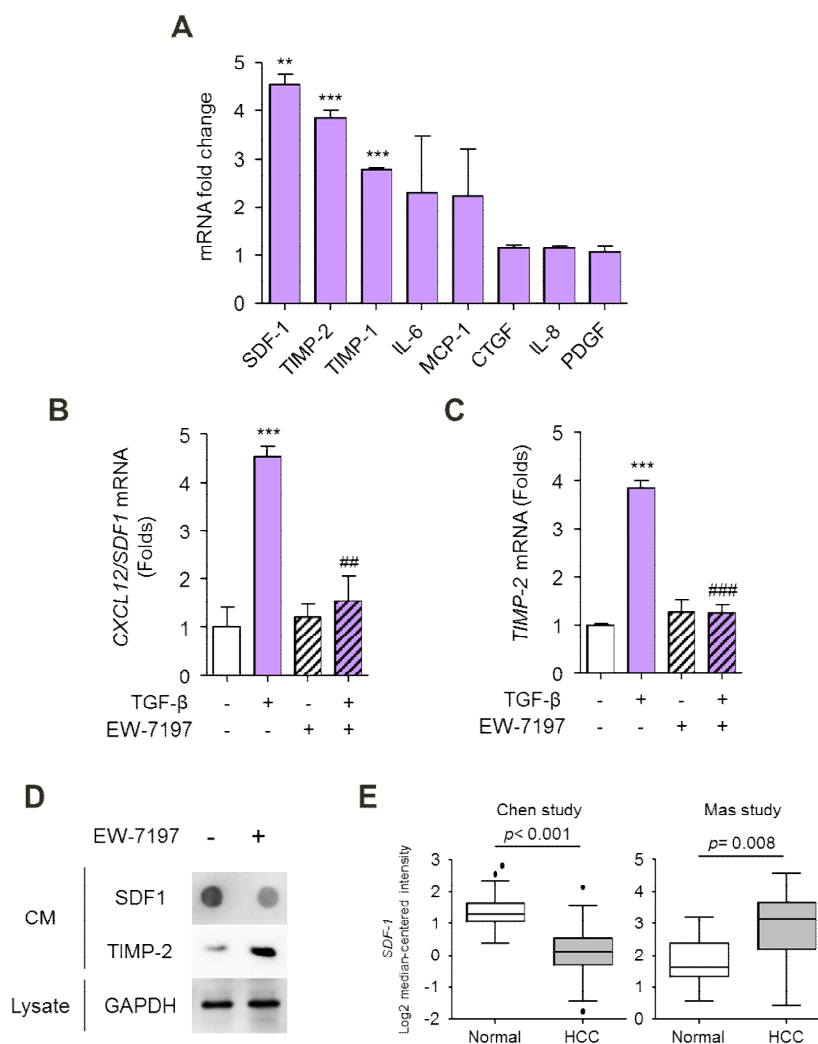 A
mRNA fold change
5
4
3
2
1
0
**
***
***
SDF-1
TIMP-2
TIMP-1
IL-6
MCP-1
CTGF
IL-8
PDGF
B
CXCL12/SDF1 mRNA
(Folds)
5
4
3
2
1
0
***
##
TGF-β - + - +
EW-7197 - - + +
C
TIMP-2 mRNA (Folds)
5
4
3
2
1
0
***
###
TGF-β - + - +
EW-7197 - - + +
D
EW-7197 - +
CM
SDF1
TIMP-2
Lysate GAPDH
E
Chen study
p< 0.001
SDF-1
Log2 median-centered intensity
3
2
1
0
-1
-2
Normal HCC
Mas study
p= 0.008
5
4
3
2
1
0
Normal HCC